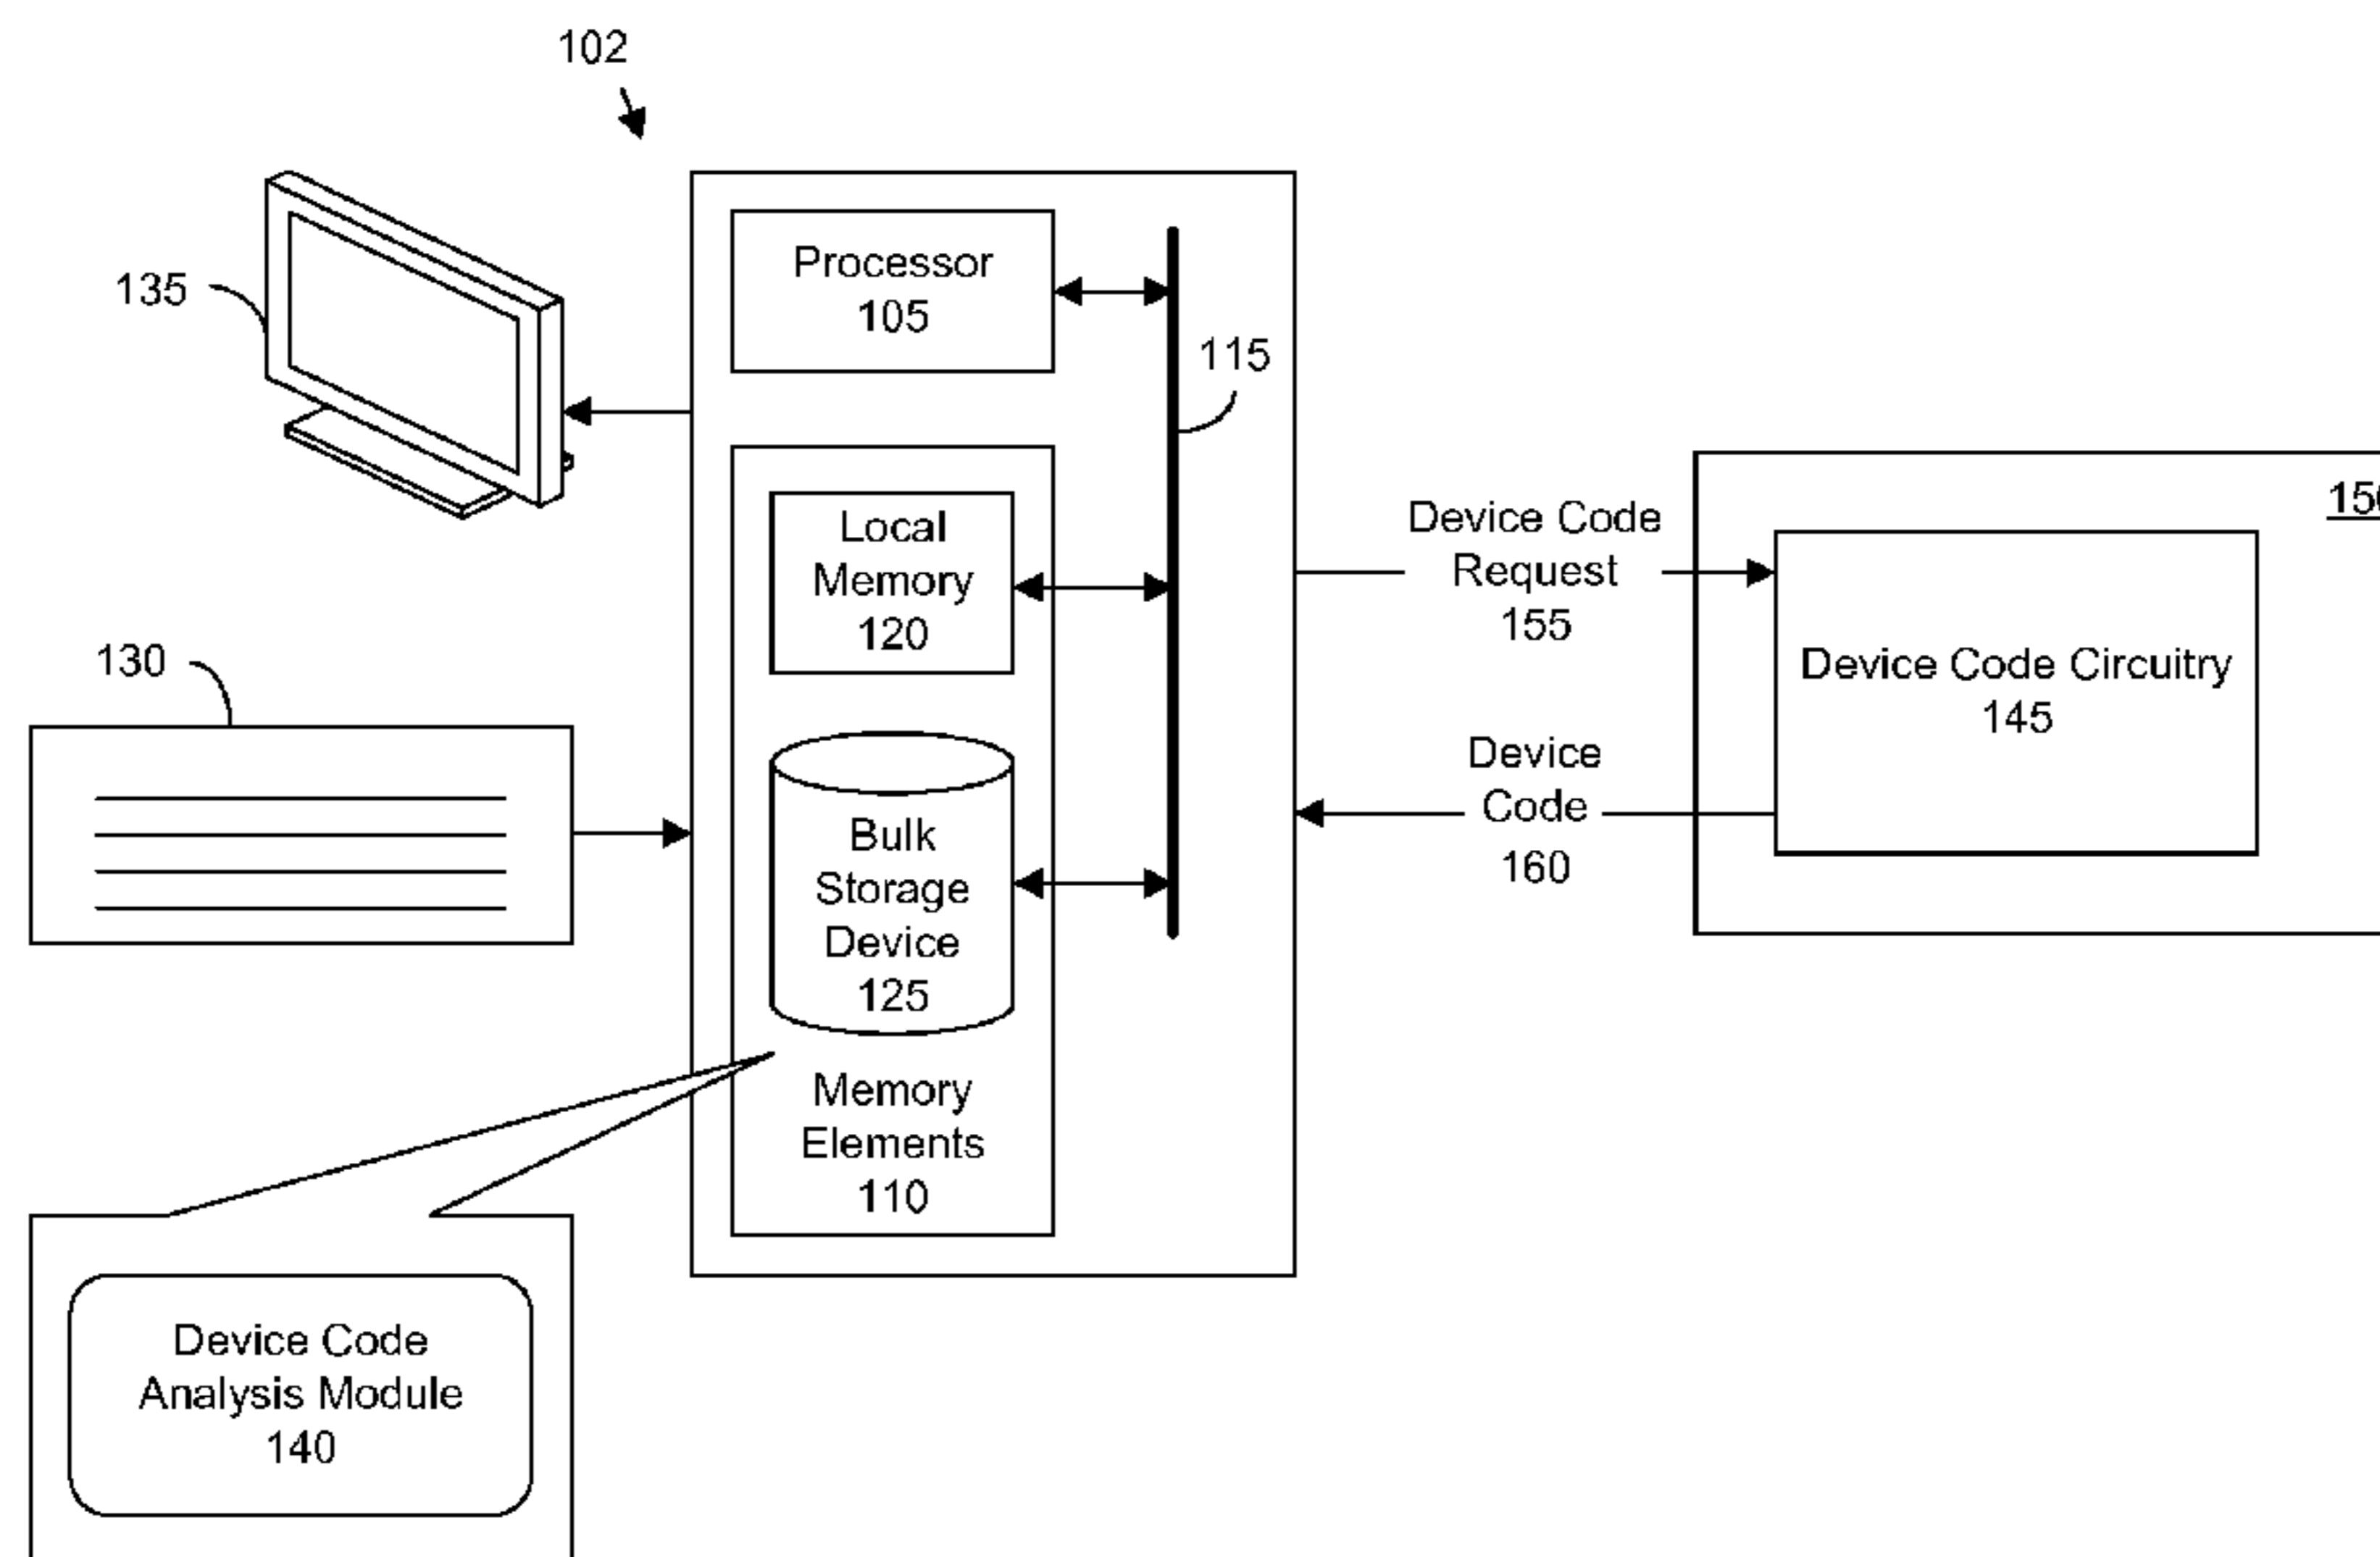 102
135
Processor
105
115
Local
Memory
120
130
Bulk
Storage
Device
125
Memory
Elements
110
Device Code
Analysis Module
140
Device Code
Request
155
Device
Code
160
Device Code Circuitry
145